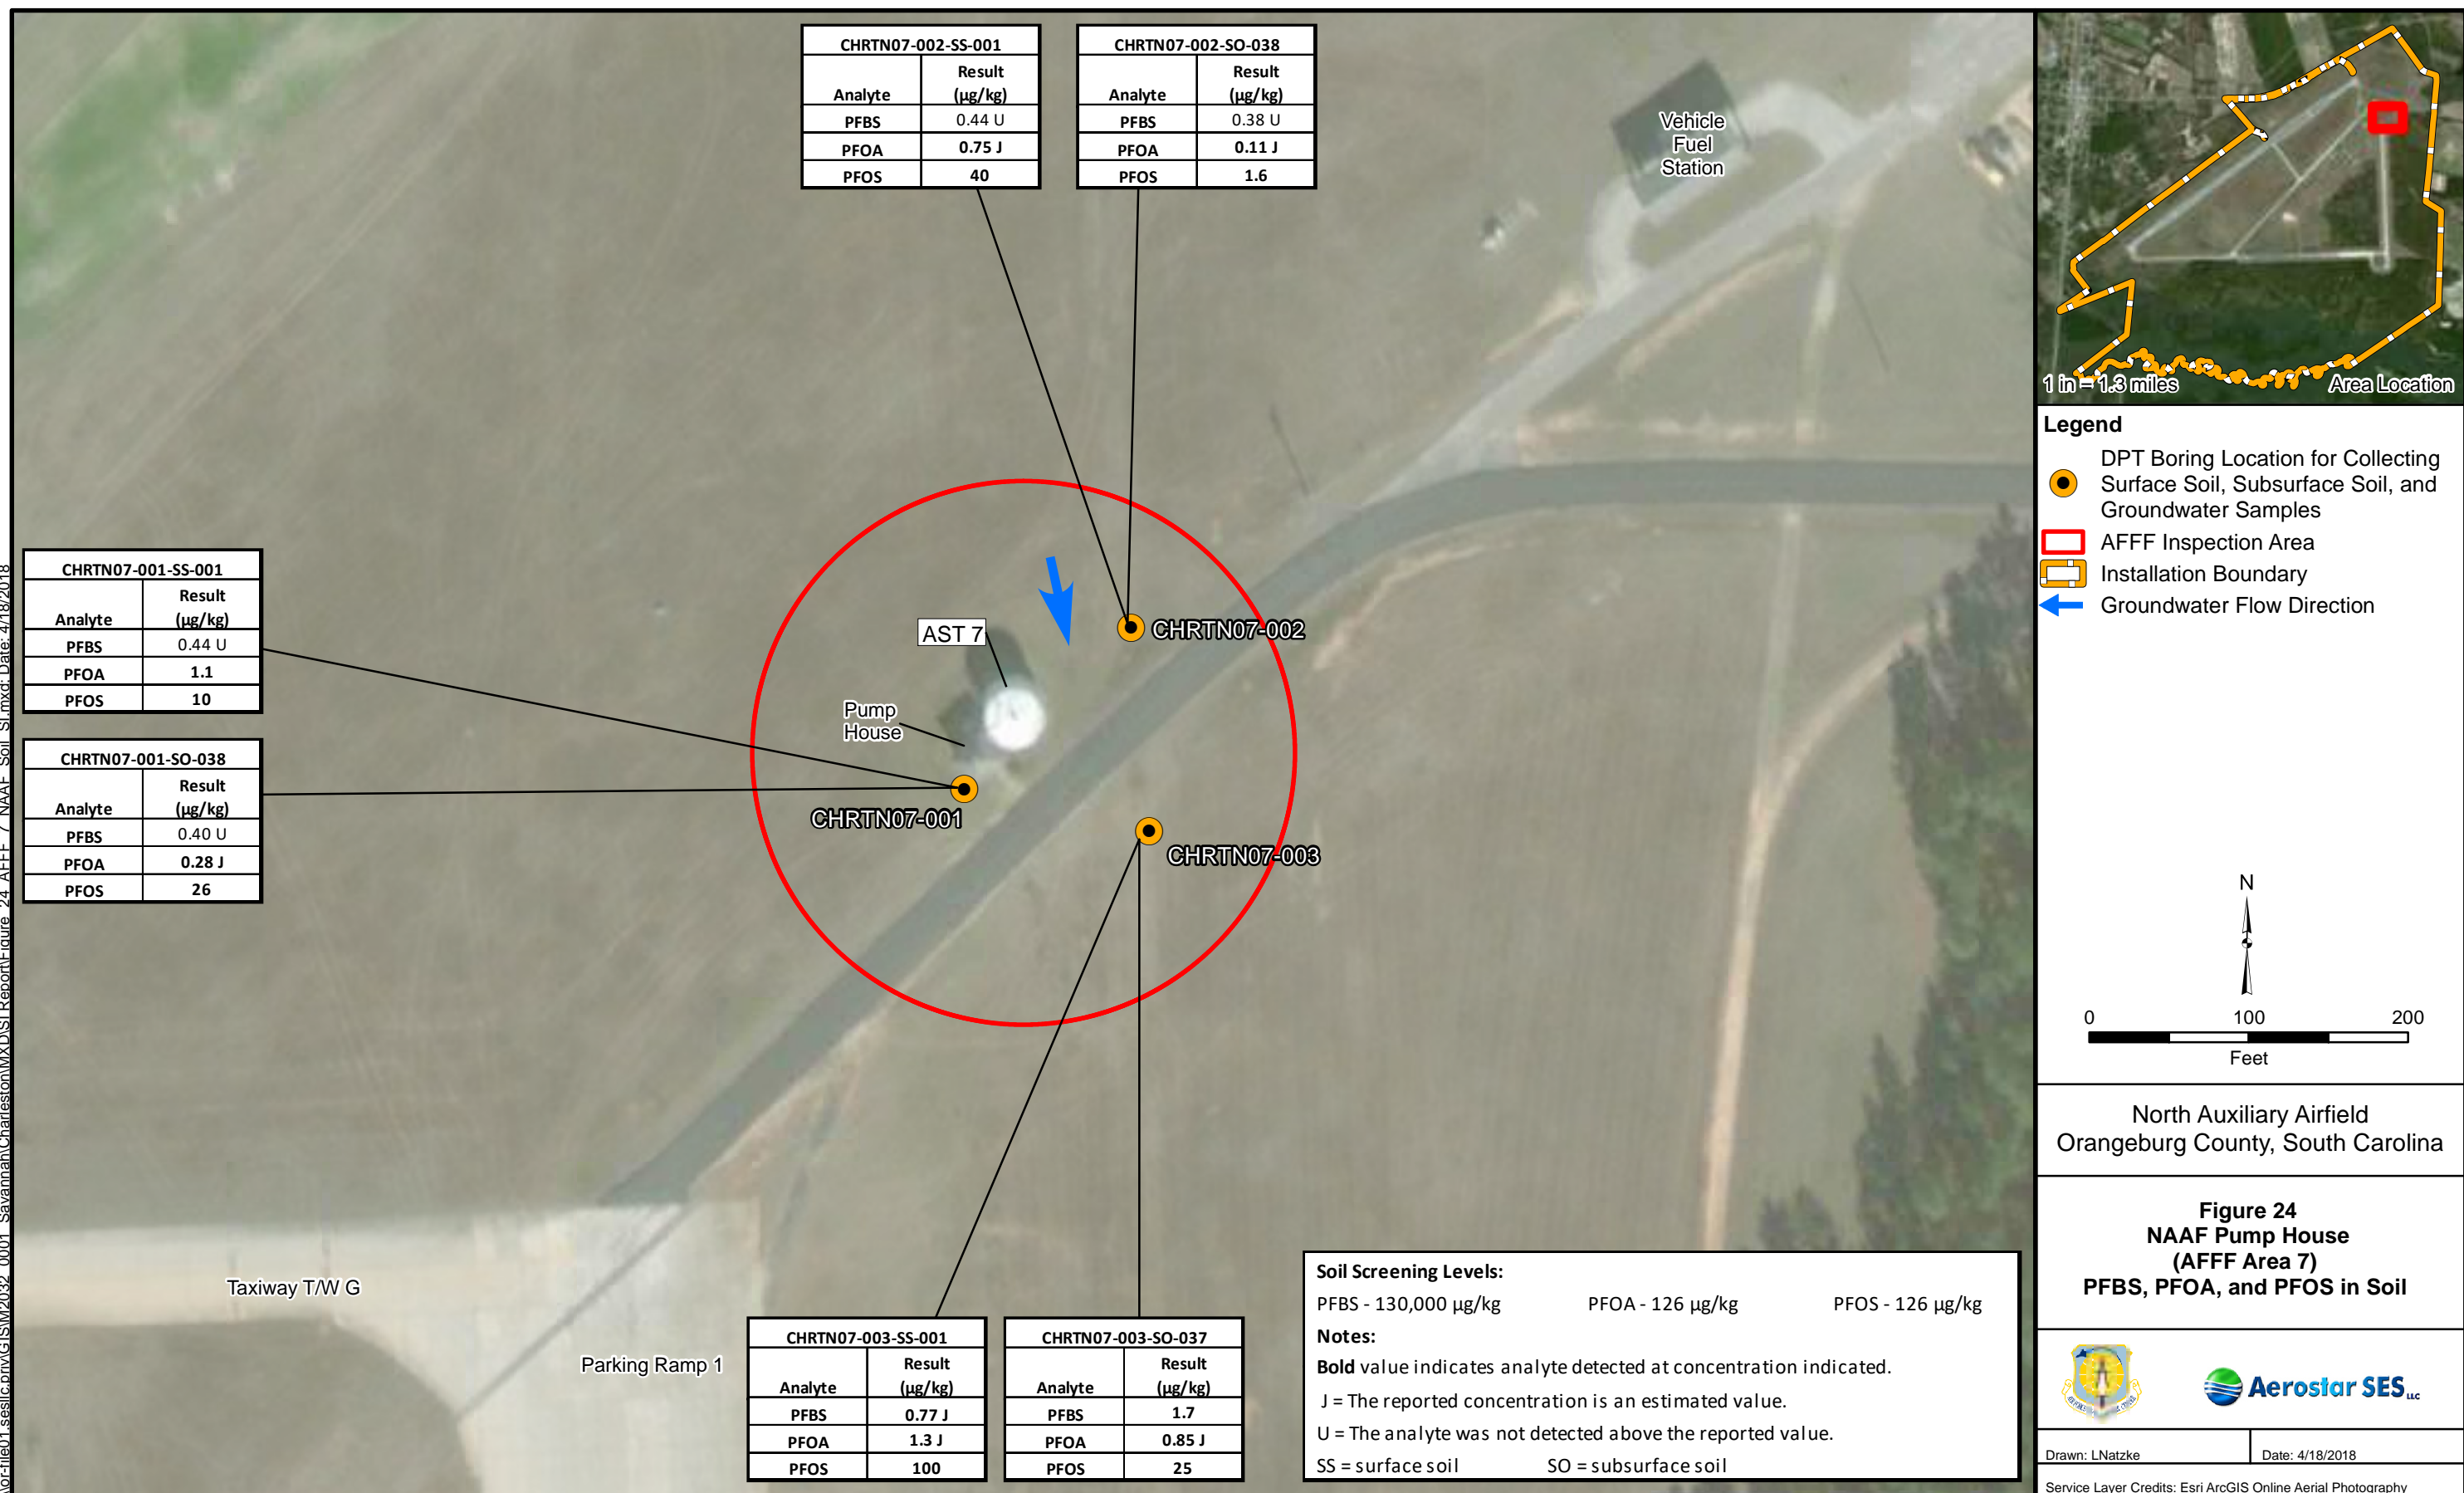 CHRTN07-002-SS-001
Analyte Result (µg/kg)
PFBS 0.44 U
PFOA 0.75 J
PFOS 40
CHRTN07-002-SO-038
Analyte Result (µg/kg)
PFBS 0.38 U
PFOA 0.11 J
PFOS 1.6
Vehicle
Fuel
Station
CHRTN07-001-SS-001
Analyte Result (µg/kg)
PFBS 0.44 U
PFOA 1.1
PFOS 10
CHRTN07-001-SO-038
Analyte Result (µg/kg)
PFBS 0.40 U
PFOA 0.28 J
PFOS 26
AST 7
CHRTN07-002
Pump
House
CHRTN07-001
CHRTN07-003
Taxiway T/W G
Parking Ramp 1
CHRTN07-003-SS-001
Analyte Result (µg/kg)
PFBS 0.77 J
PFOA 1.3 J
PFOS 100
CHRTN07-003-SO-037
Analyte Result (µg/kg)
PFBS 1.7
PFOA 0.85 J
PFOS 25
Soil Screening Levels:
PFBS - 130,000 µg/kg PFOA - 126 µg/kg PFOS - 126 µg/kg
Notes:
Bold value indicates analyte detected at concentration indicated.
J = The reported concentration is an estimated value.
U = The analyte was not detected above the reported value.
SS = surface soil SO = subsurface soil
1 in = 1.3 miles Area Location
Legend
DPT Boring Location for Collecting
Surface Soil, Subsurface Soil, and
Groundwater Samples
AFFF Inspection Area
Installation Boundary
Groundwater Flow Direction
N
0 100 200
Feet
North Auxiliary Airfield
Orangeburg County, South Carolina
Figure 24
NAAF Pump House
(AFFF Area 7)
PFBS, PFOA, and PFOS in Soil
Aerostar SES LLC
Drawn: LNatzke Date: 4/18/2018
Service Layer Credits: Esri ArcGIS Online Aerial Photography